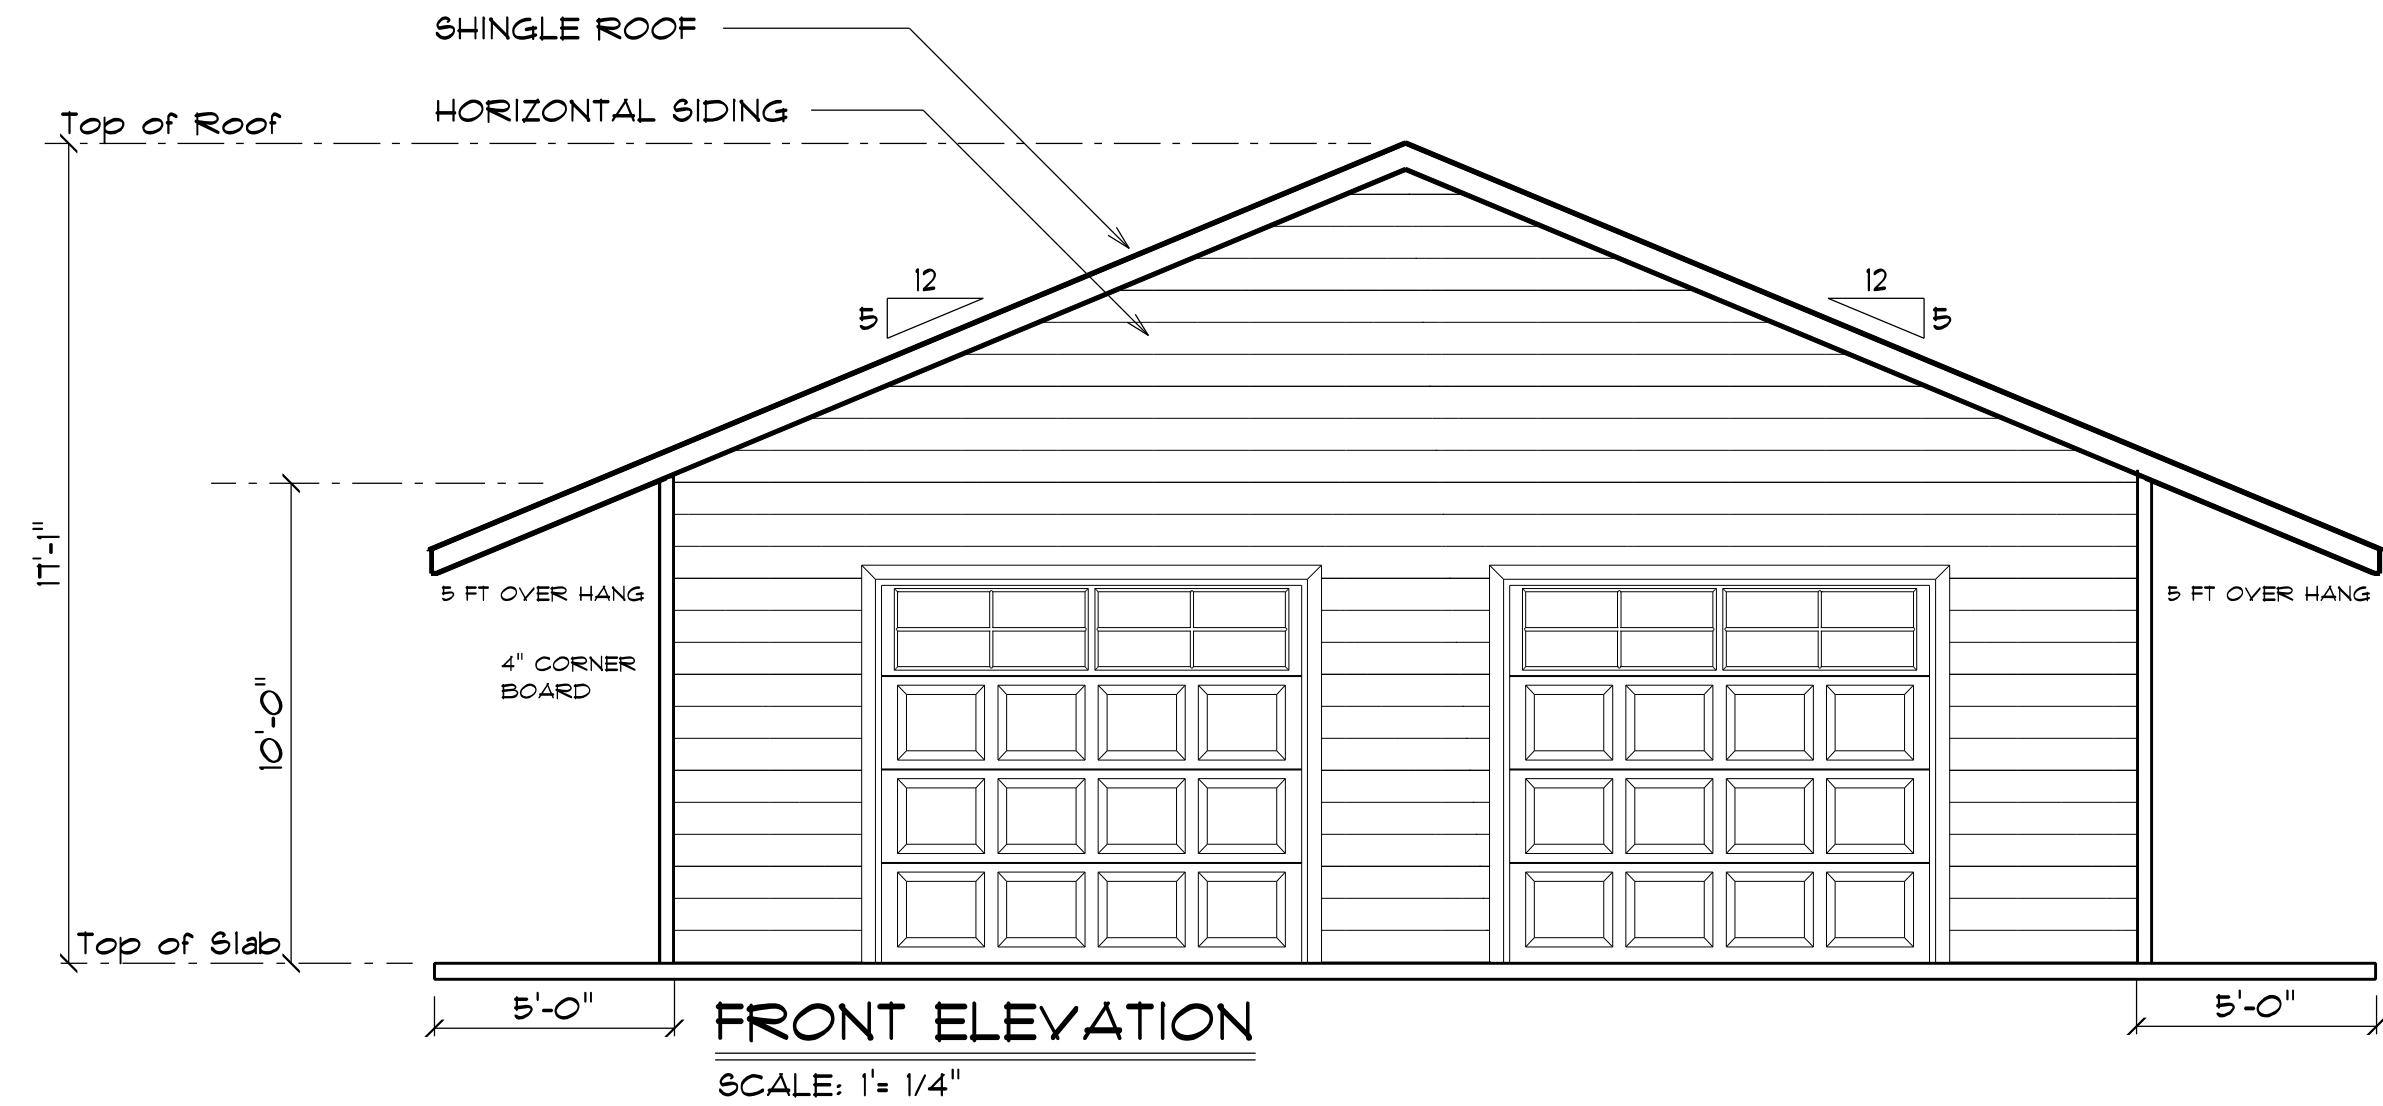 SHINGLE ROOF
HORIZONTAL SIDING
Top of Roof
12
5
12
5
17'-1"
5 FT OVER HANG
5 FT OVER HANG
4" CORNER
BOARD
10'-0"
Top of Slab
5'-0"
5'-0"
FRONT ELEVATION
SCALE: 1'= 1/4"